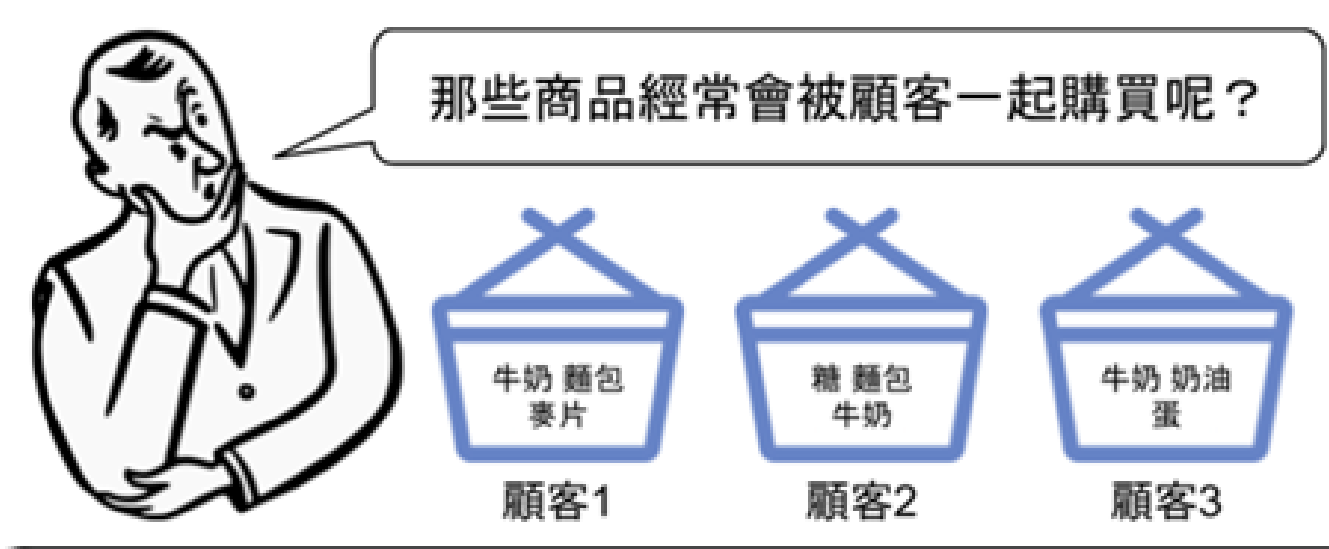 那些商品經常會被顧客一起購買呢？
牛奶 麵包
麥片
糖 麵包
牛奶
牛奶 奶油
蛋
顧客1
顧客2
顧客3